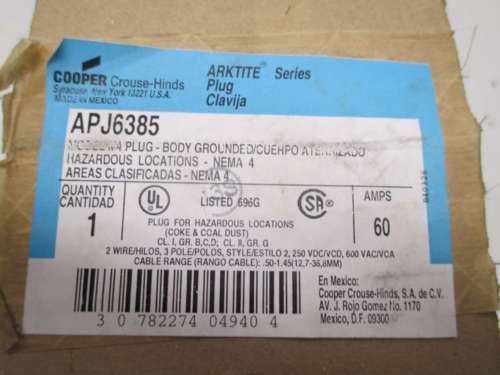 COOPER Crouse-Hinds
Syracuse, New York 13221 U.S.A.
MADE IN MEXICO
ARKTITE® Series
Plug
Clavija
APJ6385
PLUG - BODY GROUNDED/CUERPO ATERRIZADO
HAZARDOUS LOCATIONS - NEMA 4
AREAS CLASIFICADAS - NEMA 4
QUANTITY
CANTIDAD
1
UL
LISTED 696G
SA
AMPS
60
PLUG FOR HAZARDOUS LOCATIONS
(COKE & COAL DUST)
CL. I, GR. B,C,D; CL. II, GR. G
2 WIRE/HILOS, 3 POLE/POLOS, STYLE/ESTILO 2, 250 VDC/VCD, 600 VAC/VCA
CABLE RANGE (RANGO CABLE): .50-1.45(12,7-36,8MM)
3 0 782274 04940 4
En Mexico:
Cooper Crouse-Hinds, S.A. de C.V.
AV. J. Rojo Gomez No. 1170
Mexico, D.F. 09300